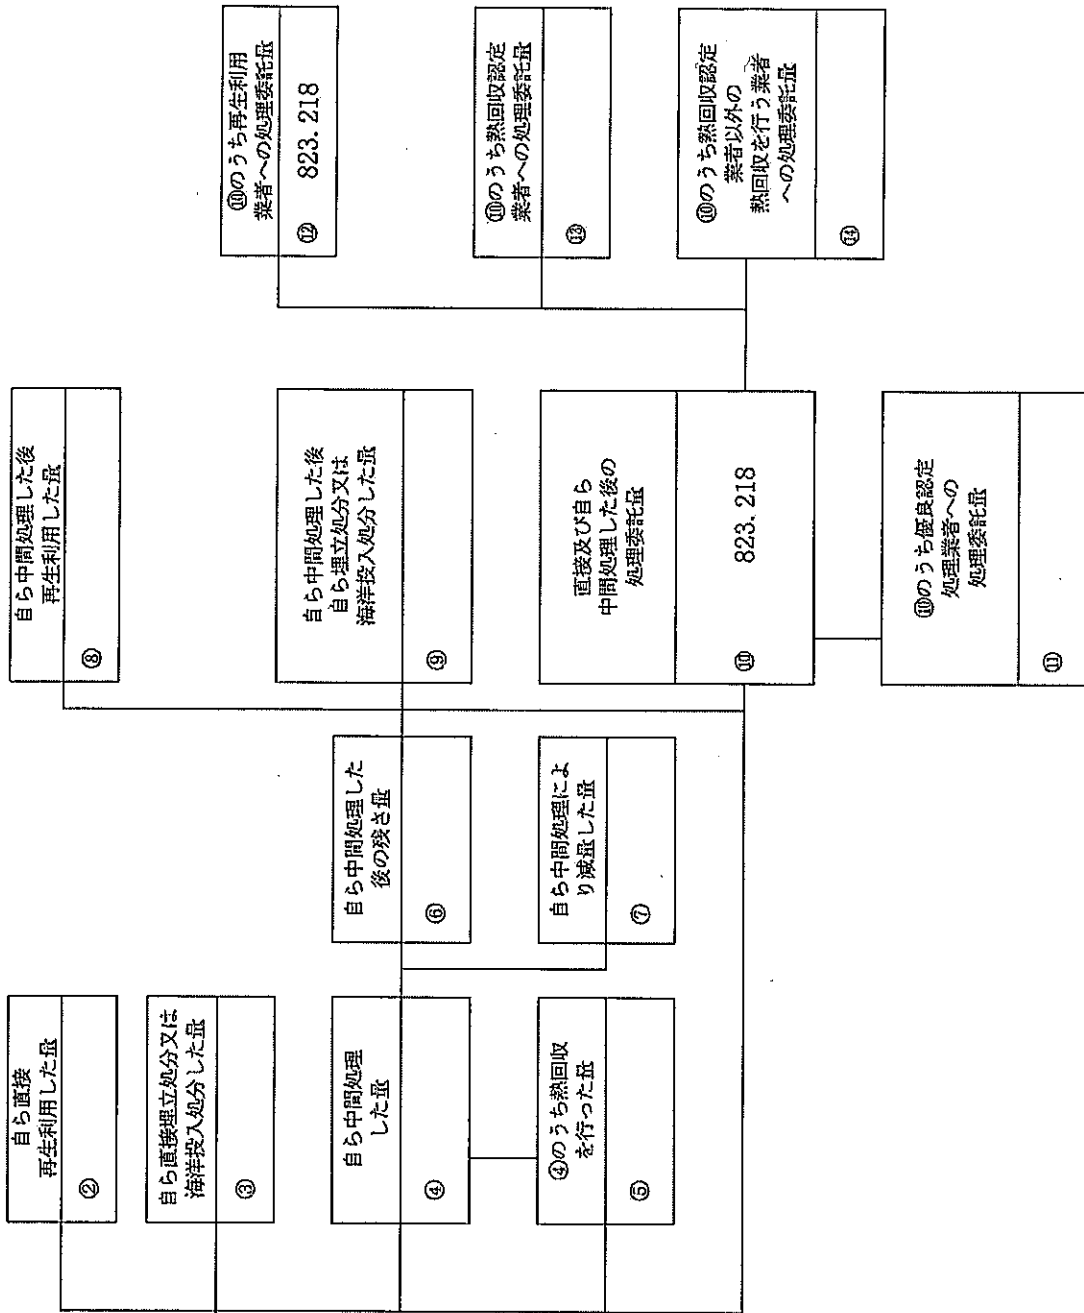 自ら直接
再生利用した量
②
自ら直接埋立処分又は
海洋投入処分した量
③
自ら中間処理
した量
④
④のうち熱回収
を行った量
⑤
自ら中間処理した
後の残さ量
⑥
自ら中間処理によ
り減量した量
⑦
自ら中間処理した後
再生利用した量
⑧
自ら中間処理した後
自ら埋立処分又は
海洋投入処分した量
⑨
直接及び自ら
中間処理した後の
処理委託量
⑩ 823.218
⑩のうち優良認定
処理業者への
処理委託量
⑪
⑩のうち再生利用
業者への処理委託量
⑫ 823.218
⑩のうち熱回収認定
業者への処理委託量
⑬
⑩のうち熱回収認定
業者以外の
熱回収を行う業者
への処理委託量
⑭